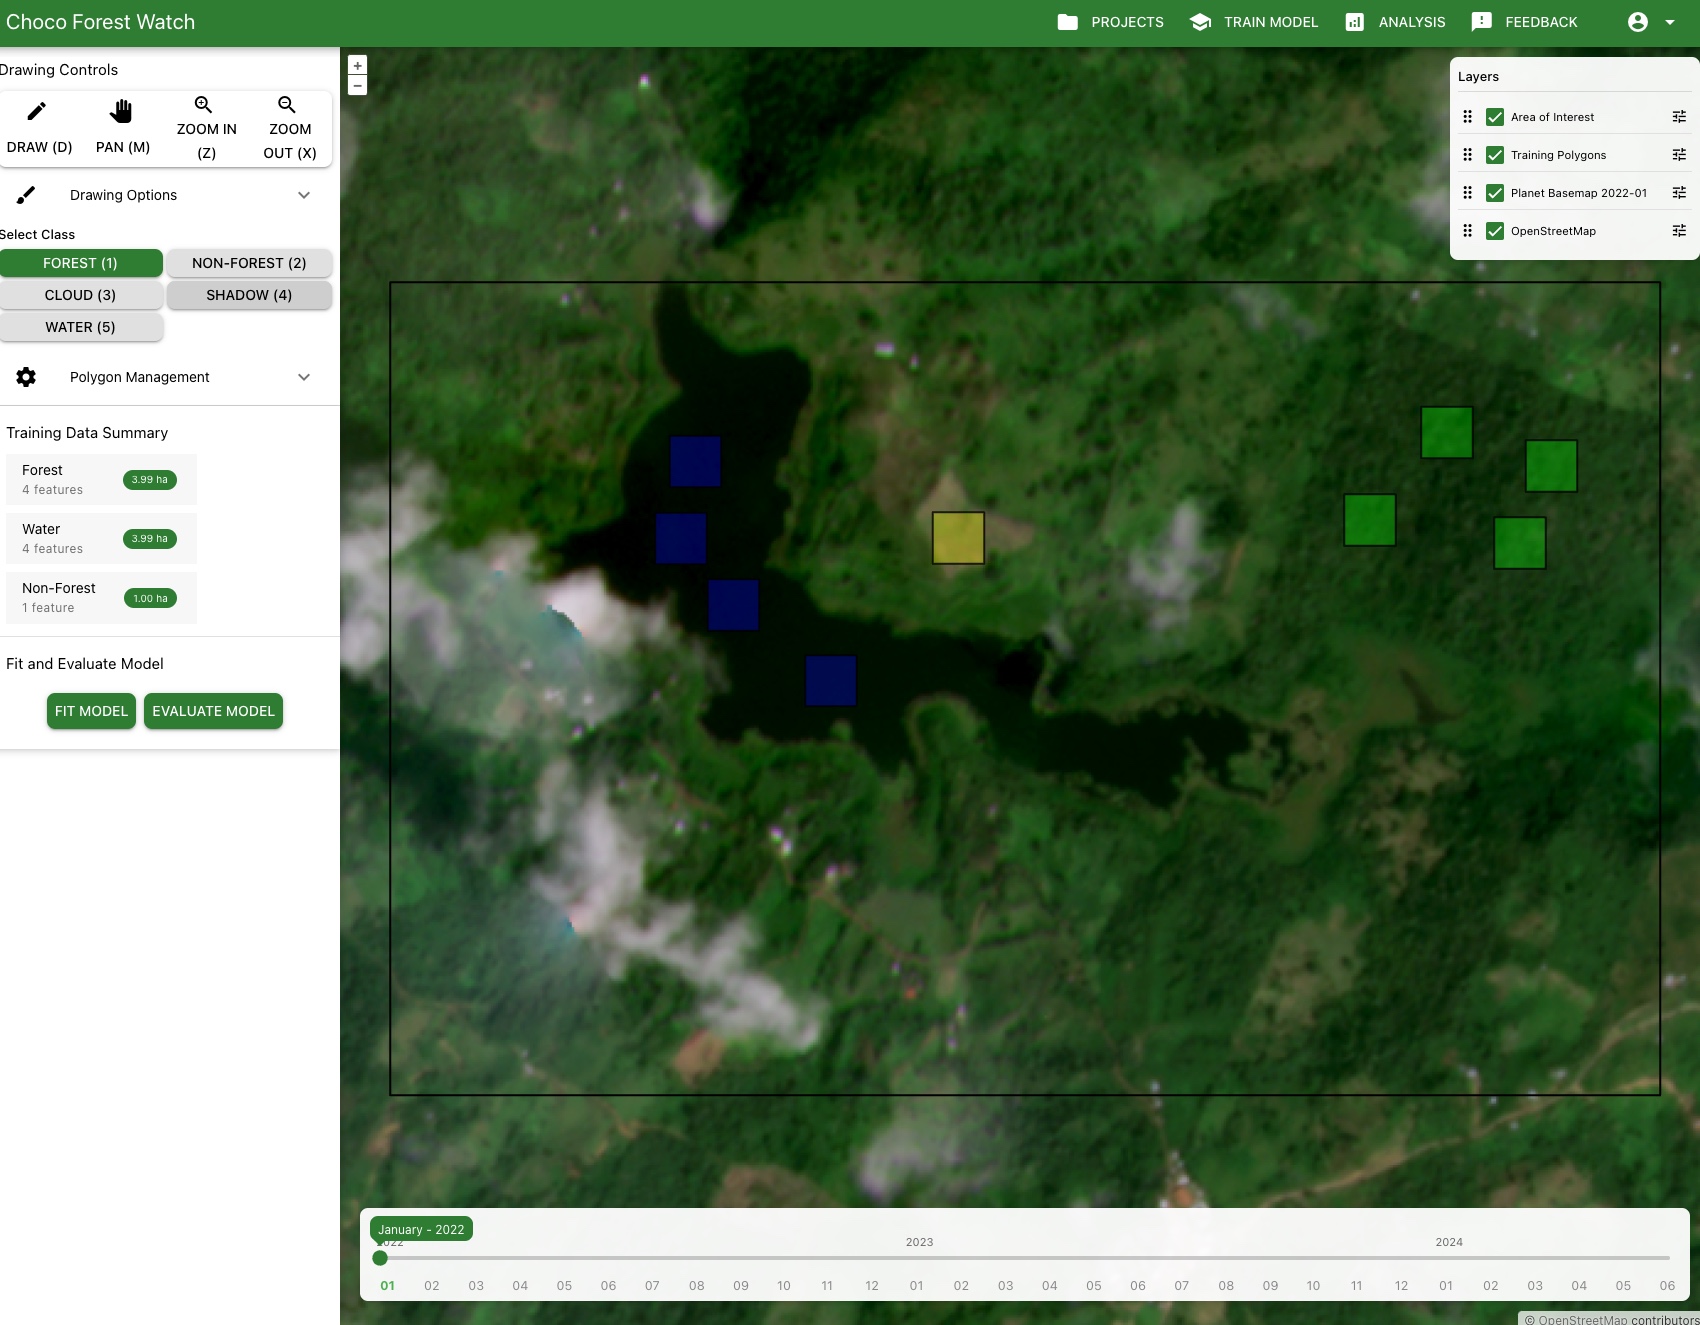 Choco Forest Watch
PROJECTS
TRAIN MODEL
ANALYSIS
FEEDBACK
Drawing Controls
DRAW (D)
PAN (M)
ZOOM IN
(Z)
ZOOM
OUT (X)
Drawing Options
Select Class
FOREST (1)
NON-FOREST (2)
CLOUD (3)
SHADOW (4)
WATER (5)
Polygon Management
Training Data Summary
Forest
4 features
3.99 ha
Water
4 features
3.99 ha
Non-Forest
1 feature
1.00 ha
Fit and Evaluate Model
FIT MODEL
EVALUATE MODEL
+
−
Layers
Area of Interest
Training Polygons
Planet Basemap 2022-01
OpenStreetMap
January - 2022
2022 2023 2024
01 02 03 04 05 06 07 08 09 10 11 12 01 02 03 04 05 06 07 08 09 10 11 12 01 02 03 04 05 06
© OpenStreetMap contributors